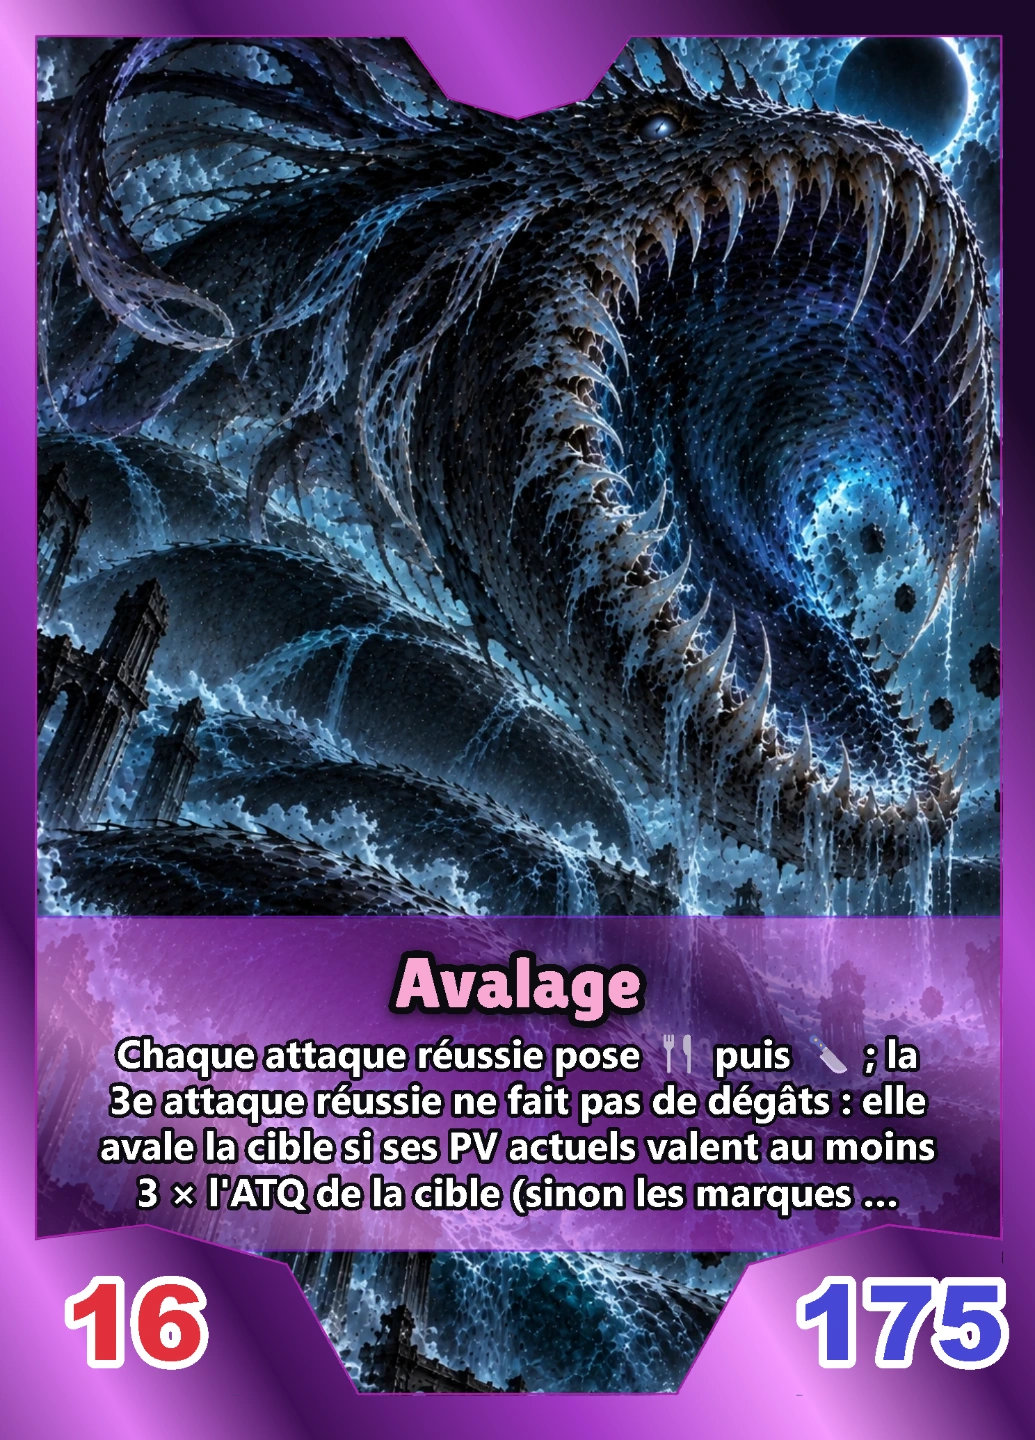 Avalage
Chaque attaque réussie pose 🍴 puis 🔪 ; la
3e attaque réussie ne fait pas de dégâts : elle
avale la cible si ses PV actuels valent au moins
3 × l'ATQ de la cible (sinon les marques ...
16
175